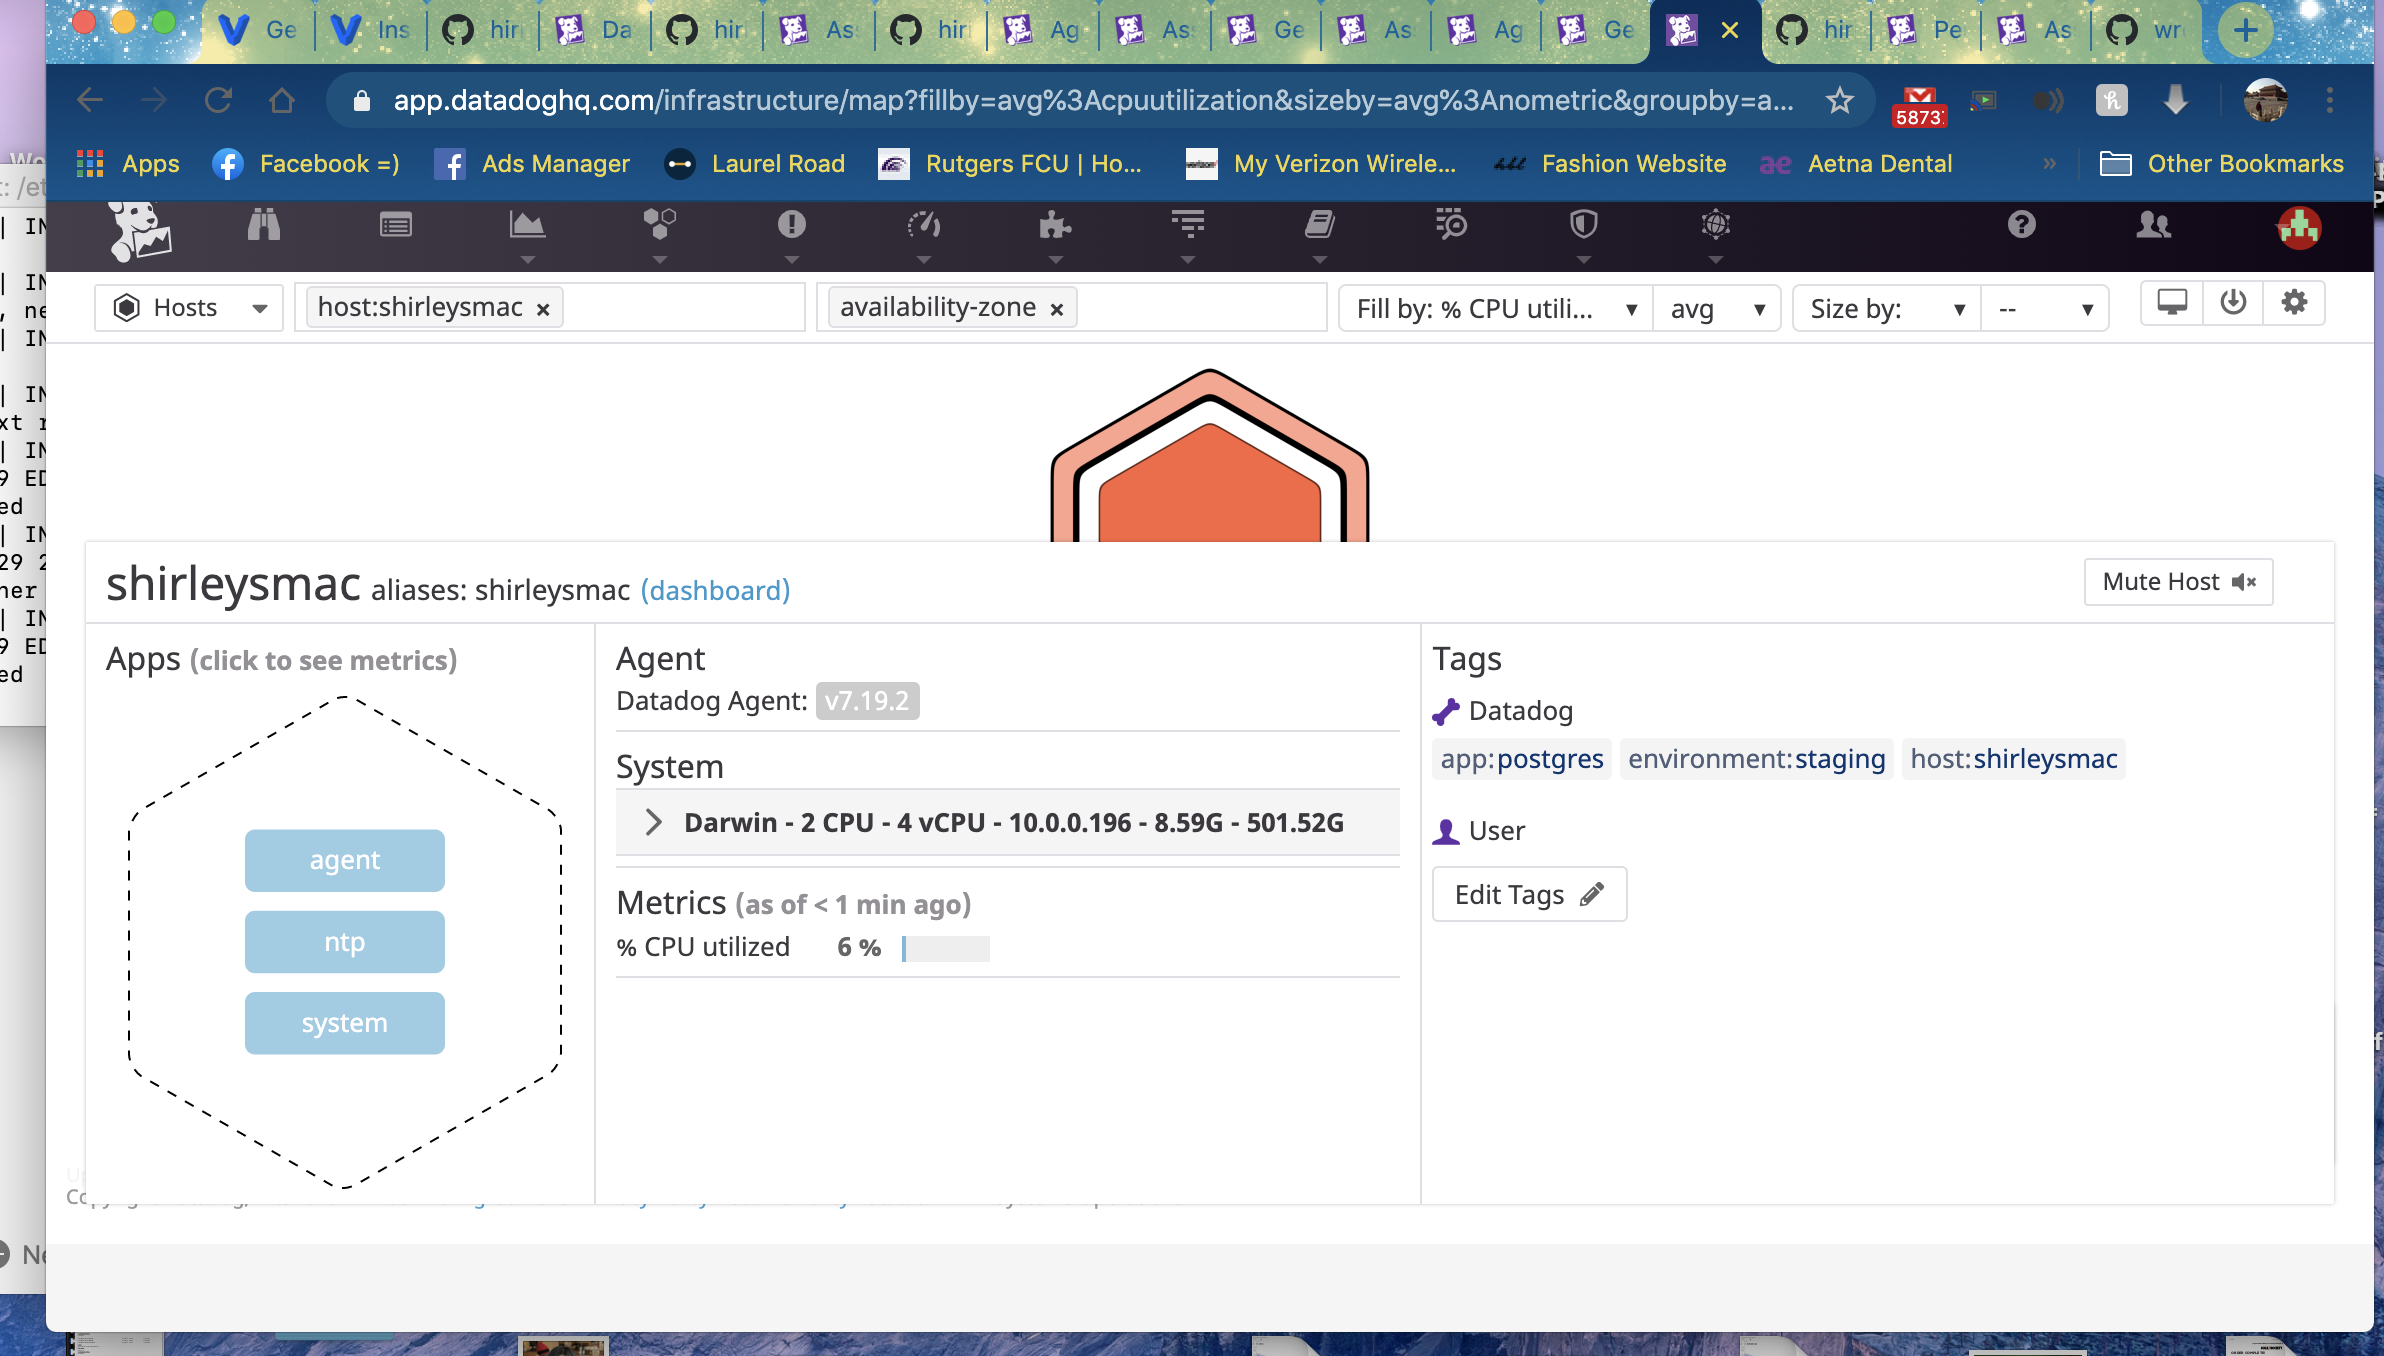 Ge
Ins
hir
Da
hir
As
hir
Ag
As
Ge
As
Ag
Ge
hir
Pe
As
wr
app.datadoghq.com/infrastructure/map?fillby=avg%3Acpuutilization&sizeby=avg%3Anometric&groupby=a...
5873
Apps
Facebook =)
Ads Manager
Laurel Road
Rutgers FCU | Ho...
My Verizon Wirele...
Fashion Website
ae
Aetna Dental
»
Other Bookmarks
Hosts
host:shirleysmac ×
availability-zone ×
Fill by: % CPU utili...
avg
Size by:
--
shirleysmac aliases: shirleysmac (dashboard)
Mute Host
Apps (click to see metrics)
agent
ntp
system
Agent
Datadog Agent: v7.19.2
System
Darwin - 2 CPU - 4 vCPU - 10.0.0.196 - 8.59G - 501.52G
Metrics (as of < 1 min ago)
% CPU utilized 6 %
Tags
Datadog
app:postgres environment:staging host:shirleysmac
User
Edit Tags